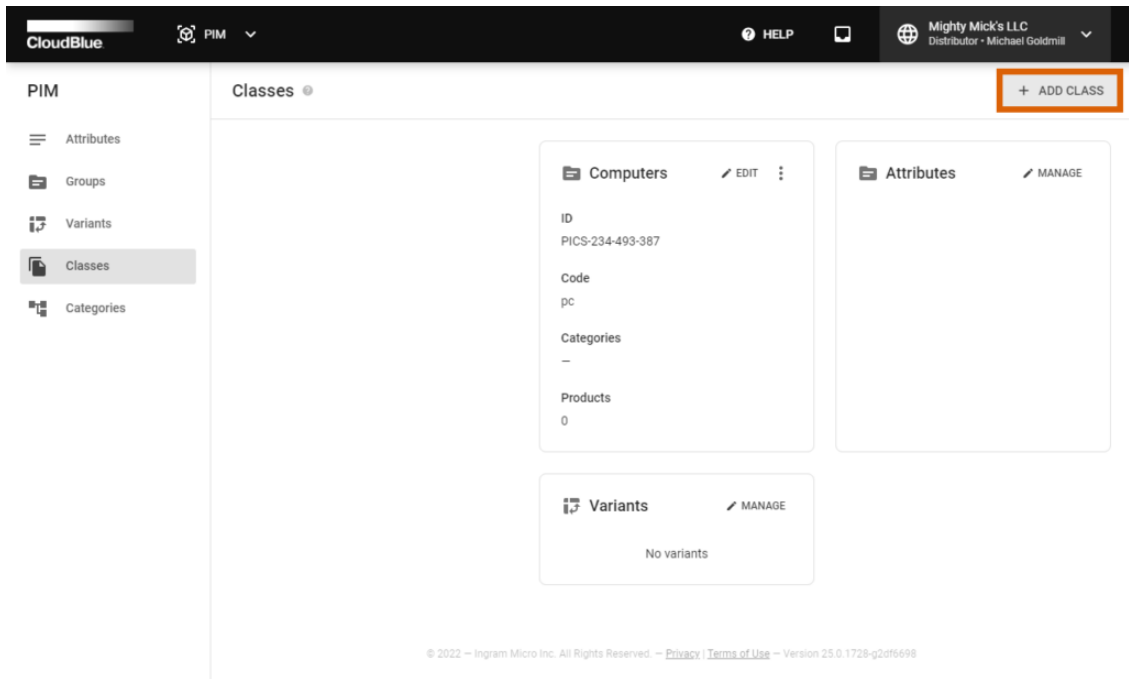 CloudBlue
PIM
HELP
Mighty Mick's LLC
Distributor • Michael Goldmill
PIM
Classes
+ ADD CLASS
Attributes
Groups
Variants
Classes
Categories
Computers
EDIT
ID
PICS-234-493-387
Code
pc
Categories
–
Products
0
Attributes
MANAGE
Variants
MANAGE
No variants
© 2022 – Ingram Micro Inc. All Rights Reserved. – Privacy | Terms of Use – Version 25.0.1728-g2df6698